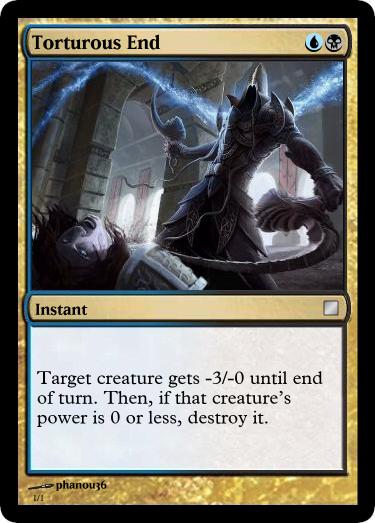 Torturous End
Instant
Target creature gets -3/-0 until end
of turn. Then, if that creature's
power is 0 or less, destroy it.
phanou36
1/1